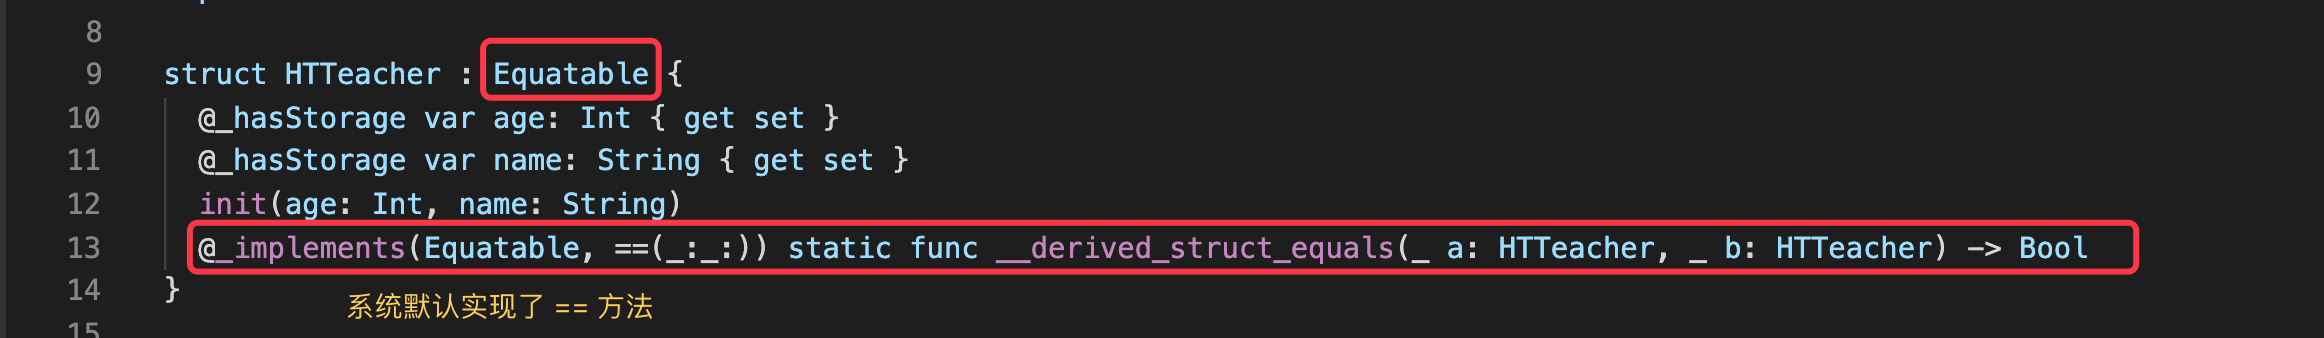 8
9 struct HTTeacher : Equatable {
10 @_hasStorage var age: Int { get set }
11 @_hasStorage var name: String { get set }
12 init(age: Int, name: String)
13 @_implements(Equatable, ==(_:_:)) static func __derived_struct_equals(_ a: HTTeacher, _ b: HTTeacher) -> Bool
14 }
系统默认实现了 == 方法
15